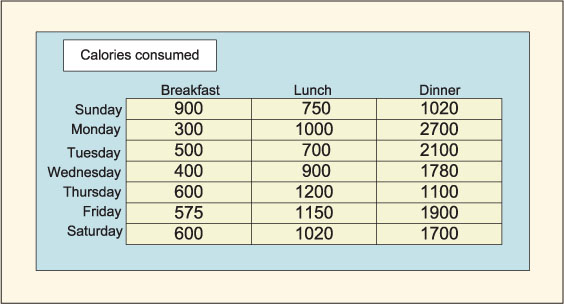 Calories consumed
Breakfast Lunch Dinner
Sunday 900 750 1020
Monday 300 1000 2700
Tuesday 500 700 2100
Wednesday 400 900 1780
Thursday 600 1200 1100
Friday 575 1150 1900
Saturday 600 1020 1700